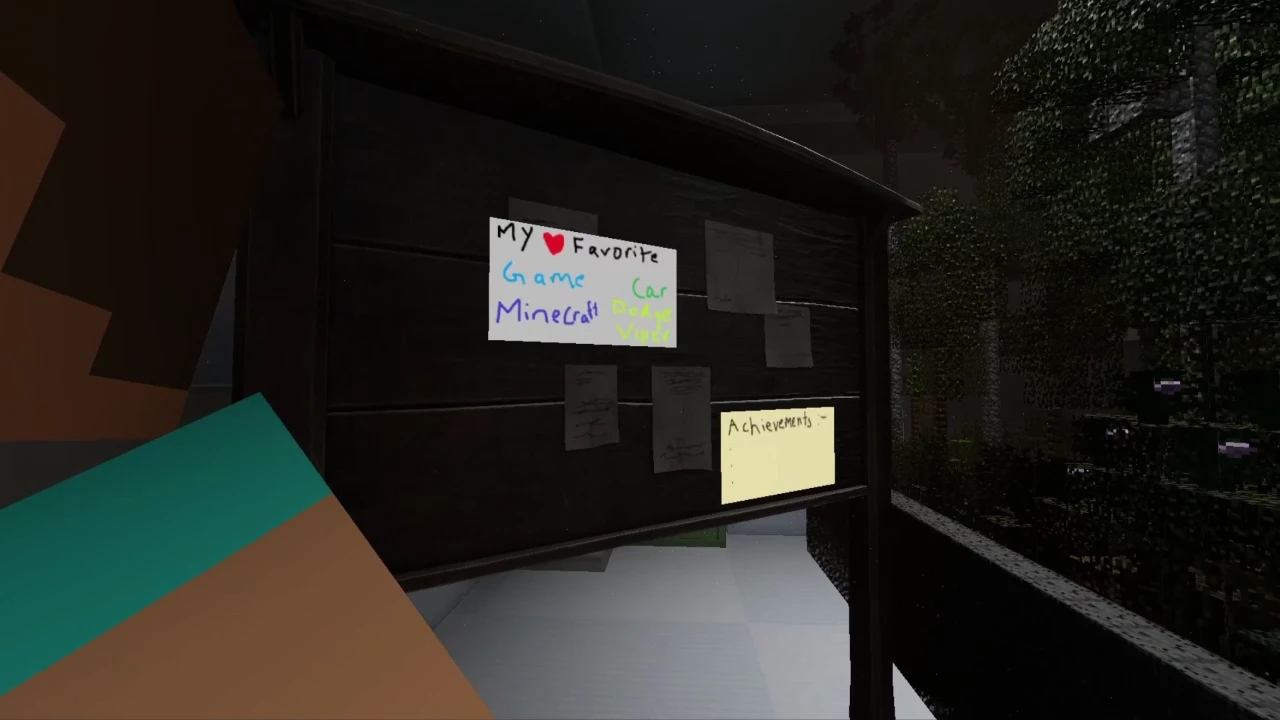 My ❤ Favorite
Game
Car
Minecraft
Dodge
Viper
Achievements :-